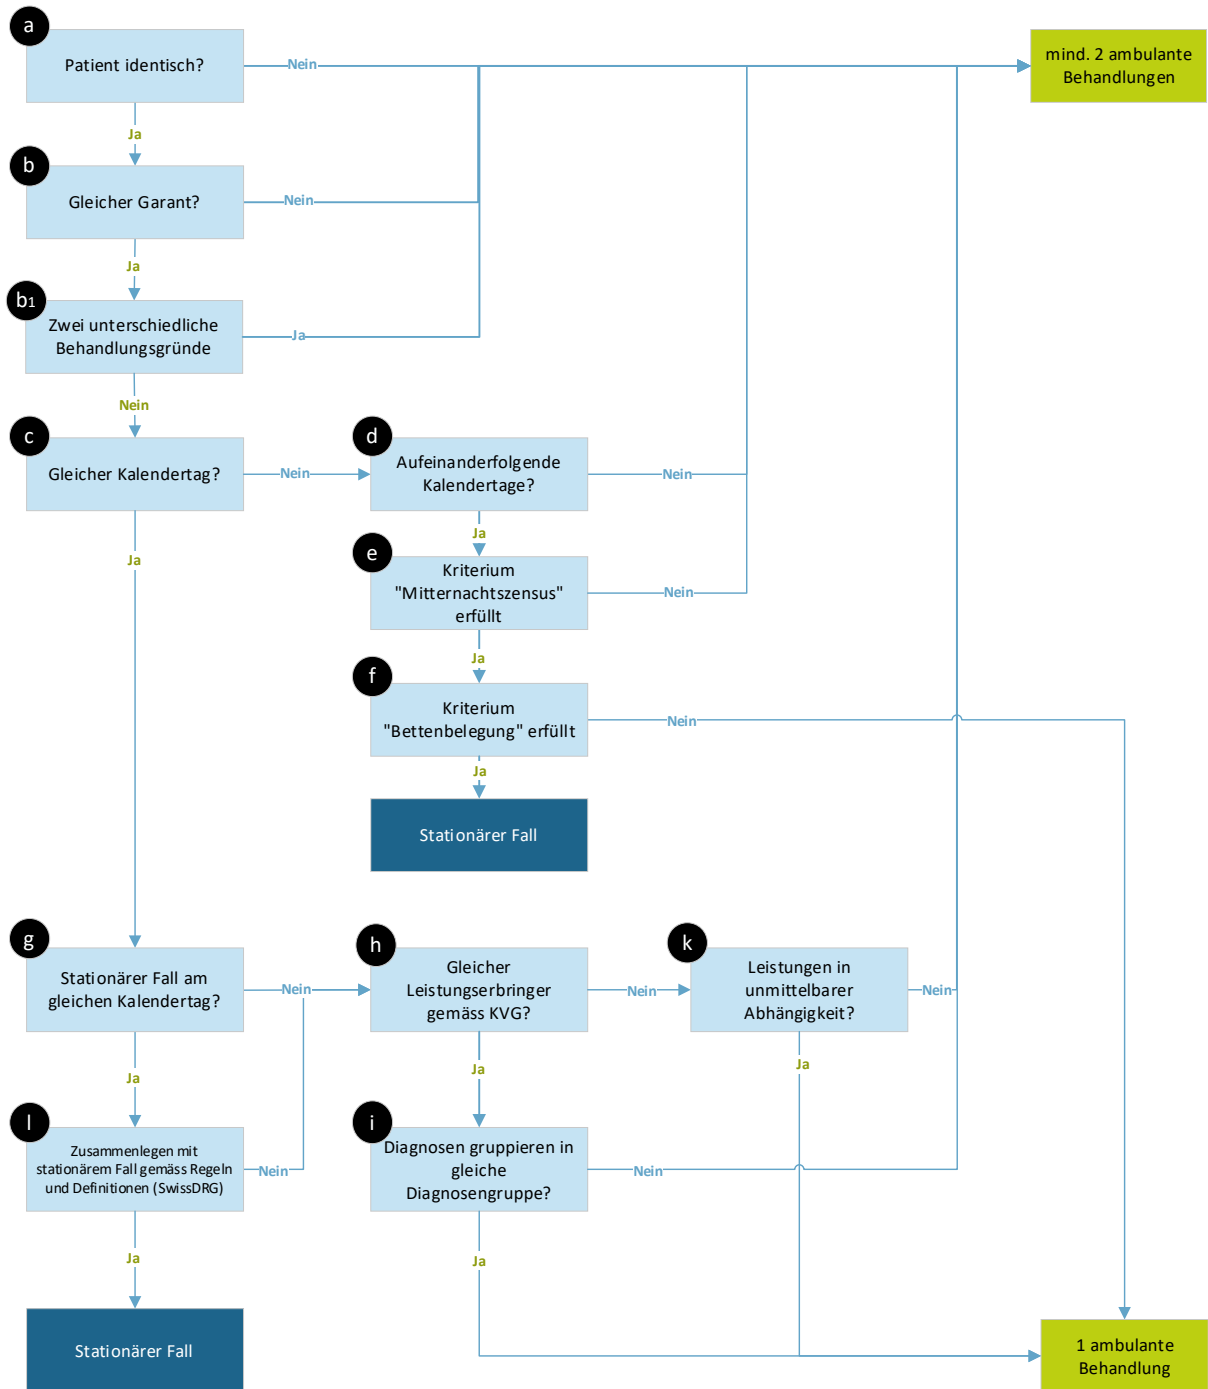 a
Patient identisch?
Nein
mind. 2 ambulante
Behandlungen
Ja
b
Gleicher Garant?
Nein
Ja
b1
Zwei unterschiedliche
Behandlungsgründe
Ja
Nein
c
Gleicher Kalendertag?
Nein
d
Aufeinanderfolgende
Kalendertage?
Nein
Ja
Ja
e
Kriterium
"Mitternachtszensus"
erfüllt
Nein
Ja
f
Kriterium
"Bettenbelegung" erfüllt
Nein
Ja
Stationärer Fall
g
Stationärer Fall am
gleichen Kalendertag?
Nein
h
Gleicher
Leistungserbringer
gemäss KVG?
Nein
k
Leistungen in
unmittelbarer
Abhängigkeit?
Nein
Ja
Ja
Ja
l
Zusammenlegen mit
stationärem Fall gemäss Regeln
und Definitionen (SwissDRG)
Nein
i
Diagnosen gruppieren in
gleiche
Diagnosengruppe?
Nein
Ja
Ja
Stationärer Fall
1 ambulante
Behandlung